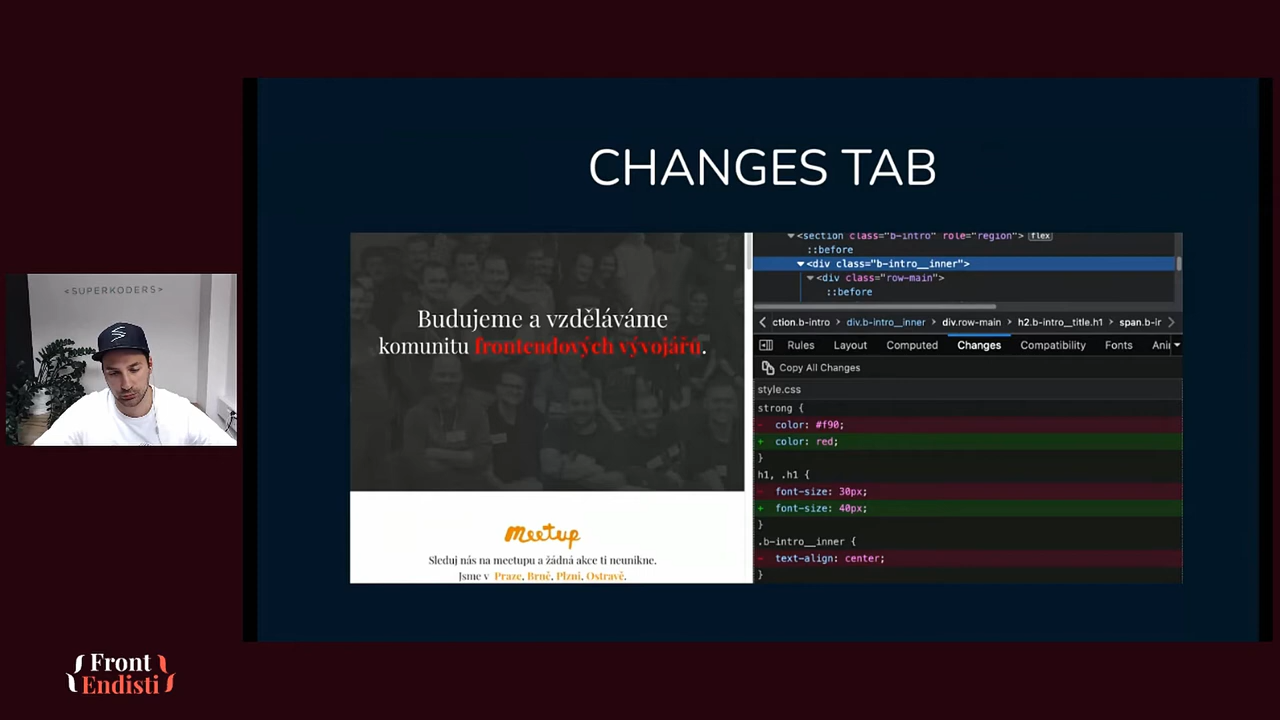 CHANGES TAB
<SUPERKODERS>
Budujeme a vzděláváme
komunitu frontendových vývojářů.
Meetup
Sleduj nás na meetupu a žádná akce ti neunikne.
Jsme v Praze, Brně, Plzni, Ostravě.
<section class="b-intro" role="region"> flex
::before
<div class="b-intro__inner">
<div class="row-main">
::before
ction.b-intro div.b-intro__inner div.row-main h2.b-intro__title.h1 span.b-ir
Rules Layout Computed Changes Compatibility Fonts Ani
Copy All Changes
style.css
strong {
- color: #f90;
+ color: red;
}
h1, .h1 {
- font-size: 30px;
+ font-size: 40px;
}
.b-intro__inner {
- text-align: center;
}
Front
Endisti